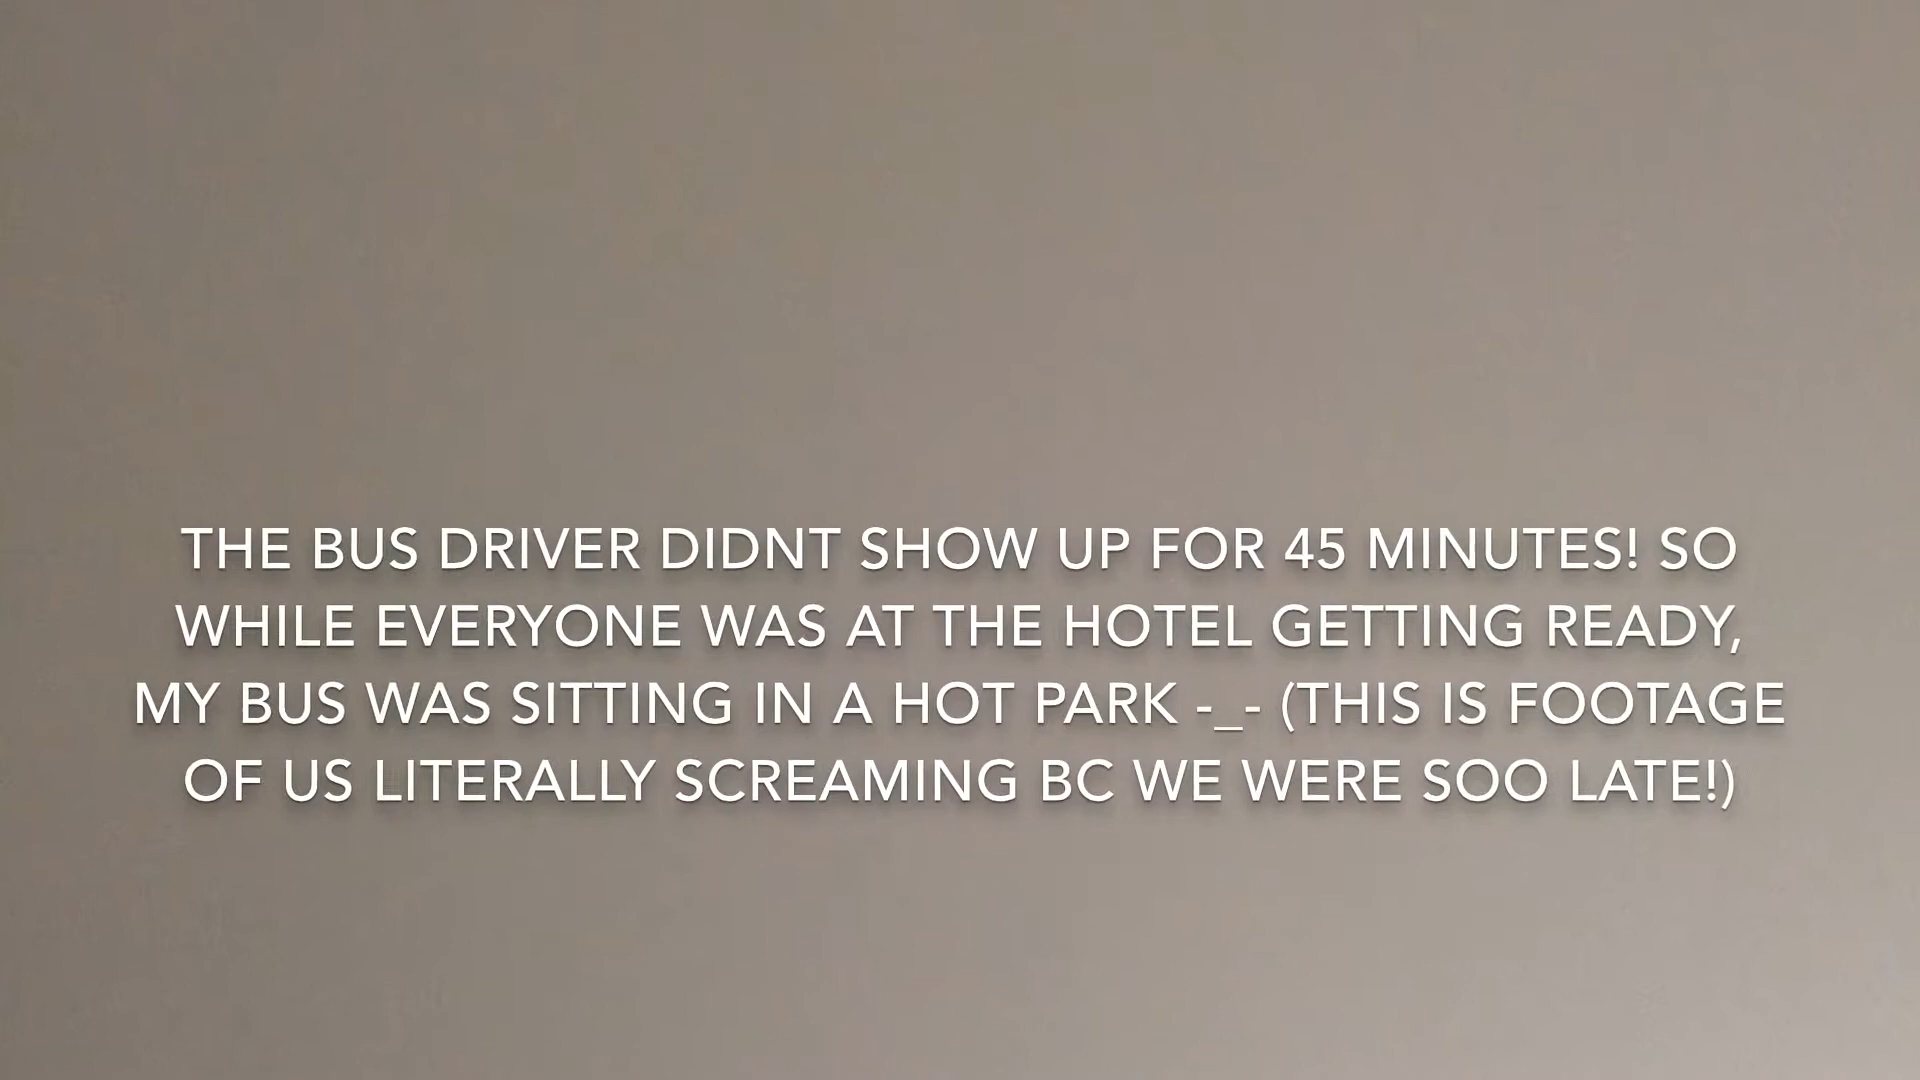 THE BUS DRIVER DIDNT SHOW UP FOR 45 MINUTES! SO
WHILE EVERYONE WAS AT THE HOTEL GETTING READY,
MY BUS WAS SITTING IN A HOT PARK -_- (THIS IS FOOTAGE
OF US LITERALLY SCREAMING BC WE WERE SOO LATE!)